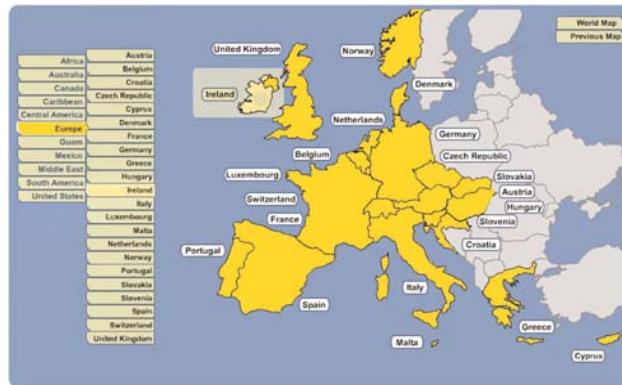 World Map
Previous Map
Africa
Australia
Canada
Caribbean
Central America
Europe
Guam
Mexico
Middle East
South America
United States
Austria
Belgium
Croatia
Czech Republic
Cyprus
Denmark
France
Germany
Greece
Hungary
Ireland
Italy
Luxembourg
Malta
Netherlands
Norway
Portugal
Slovakia
Slovenia
Spain
Switzerland
United Kingdom
United Kingdom
Norway
Ireland
Denmark
Netherlands
Germany
Belgium
Czech Republic
Luxembourg
Slovakia
Austria
Switzerland
Hungary
France
Slovenia
Croatia
Portugal
Italy
Spain
Greece
Malta
Cyprus